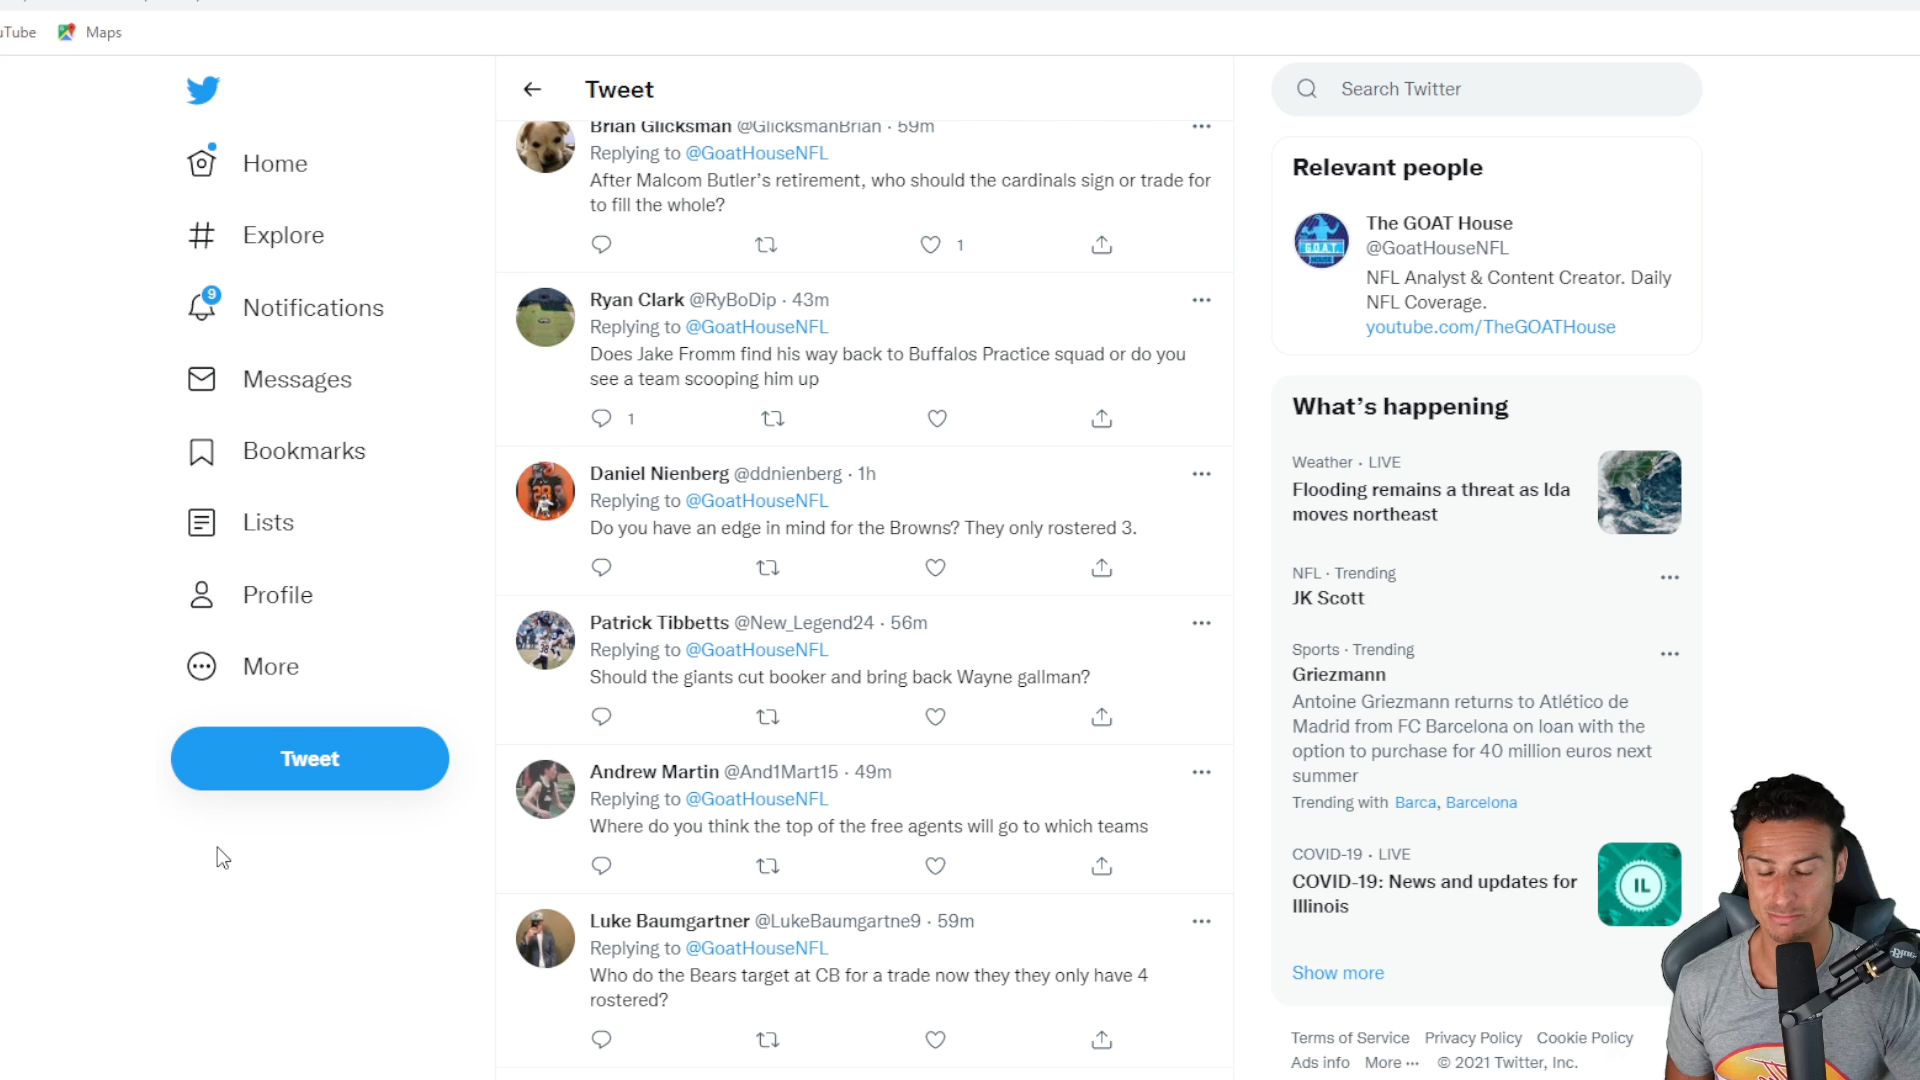 uTube
Maps
Home
Explore
9
Notifications
Messages
Bookmarks
Lists
Profile
More
Tweet
Tweet
Brian Glicksman @GlicksmanBrian · 59m
Replying to @GoatHouseNFL
After Malcom Butler's retirement, who should the cardinals sign or trade for
to fill the whole?
1
Ryan Clark @RyBoDip · 43m
Replying to @GoatHouseNFL
Does Jake Fromm find his way back to Buffalos Practice squad or do you
see a team scooping him up
1
Daniel Nienberg @ddnienberg · 1h
Replying to @GoatHouseNFL
Do you have an edge in mind for the Browns? They only rostered 3.
Patrick Tibbetts @New_Legend24 · 56m
Replying to @GoatHouseNFL
Should the giants cut booker and bring back Wayne gallman?
Andrew Martin @And1Mart15 · 49m
Replying to @GoatHouseNFL
Where do you think the top of the free agents will go to which teams
Luke Baumgartner @LukeBaumgartne9 · 59m
Replying to @GoatHouseNFL
Who do the Bears target at CB for a trade now they they only have 4
rostered?
Search Twitter
Relevant people
G.O.A.T.
HOUSE
The GOAT House
@GoatHouseNFL
NFL Analyst & Content Creator. Daily
NFL Coverage.
youtube.com/TheGOATHouse
What's happening
Weather · LIVE
Flooding remains a threat as Ida
moves northeast
NFL · Trending
JK Scott
Sports · Trending
Griezmann
Antoine Griezmann returns to Atlético de
Madrid from FC Barcelona on loan with the
option to purchase for 40 million euros next
summer
Trending with Barca, Barcelona
COVID-19 · LIVE
COVID-19: News and updates for
Illinois
IL
Show more
Terms of Service Privacy Policy Cookie Policy
Ads info More ··· © 2021 Twitter, Inc.